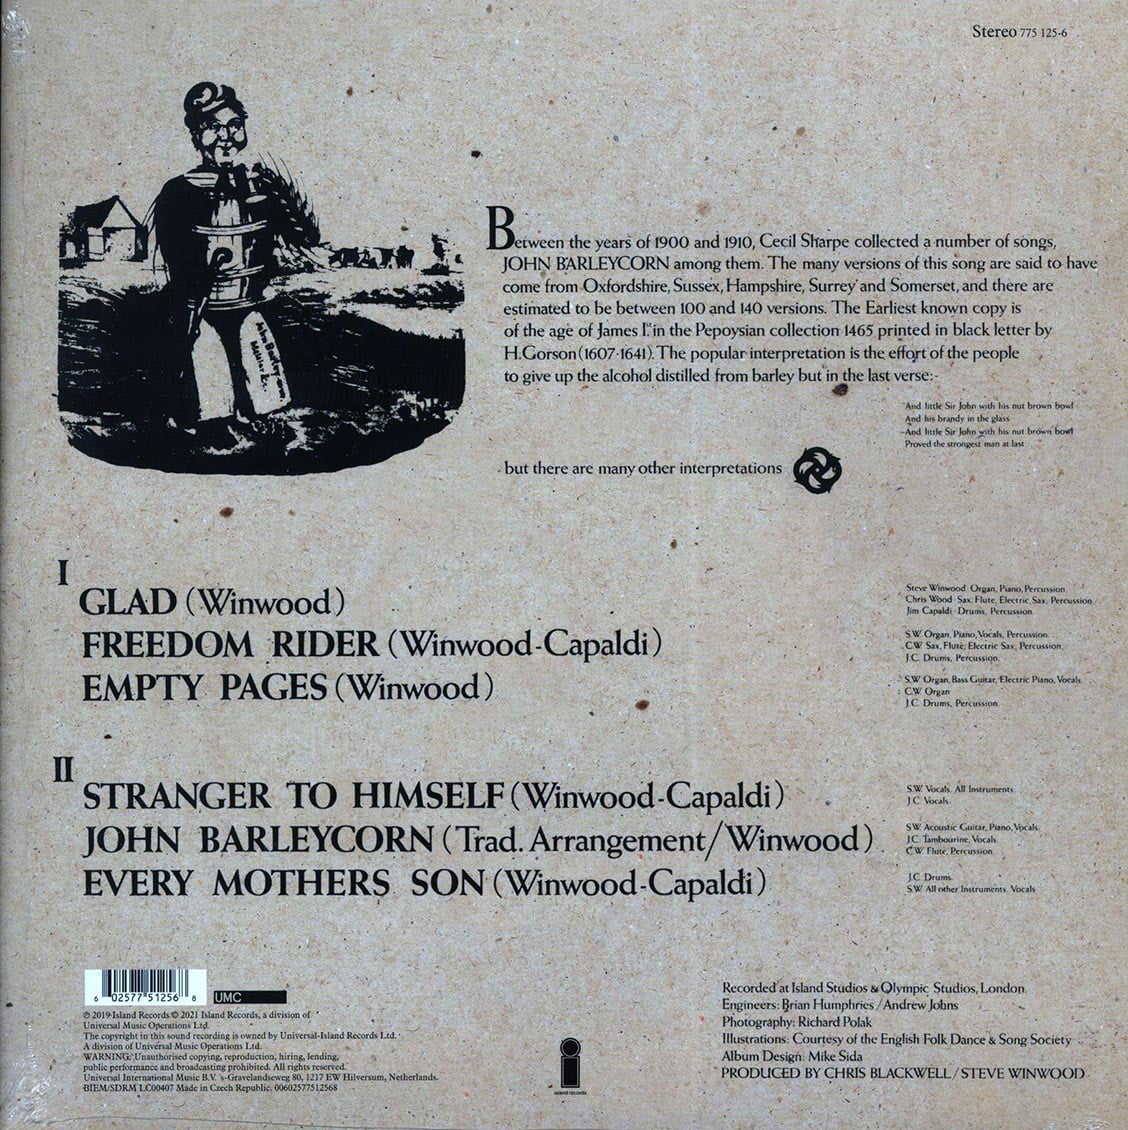 Stereo 775 125-6
Between the years of 1900 and 1910, Cecil Sharpe collected a number of songs,
JOHN BARLEYCORN among them. The many versions of this song are said to have
come from Oxfordshire, Sussex, Hampshire, Surrey and Somerset, and there are
estimated to be between 100 and 140 versions. The Earliest known copy is
of the age of James I. in the Pepoysian collection 1465 printed in black letter by
H.Gorson (1607-1641). The popular interpretation is the effort of the people
to give up the alcohol distilled from barley but in the last verse:-
And little Sir John with his nut brown bowl
And his brandy in the glass
And little Sir John with his nut brown bowl
Proved the strongest man at last
but there are many other interpretations
John Barleycorn
I
GLAD (Winwood)
FREEDOM RIDER (Winwood-Capaldi)
EMPTY PAGES (Winwood)
Steve Winwood Organ, Piano, Percussion.
Chris Wood Sax, Flute, Electric Sax, Percussion
Jim Capaldi Drums, Percussion.
S.W Organ, Piano, Vocals, Percussion.
C.W Sax, Flute, Electric Sax, Percussion.
J.C. Drums, Percussion.
S.W Organ, Bass Guitar, Electric Piano, Vocals.
C.W Organ
J.C. Drums, Percussion.
II
STRANGER TO HIMSELF (Winwood-Capaldi)
JOHN BARLEYCORN (Trad. Arrangement/Winwood)
EVERY MOTHERS SON (Winwood-Capaldi)
S.W Vocals, All Instruments
J.C Vocals.
S.W Acoustic Guitar, Piano, Vocals.
J.C. Tambourine, Vocals
C.W. Flute, Percussion
J.C Drums.
S.W All other Instruments, Vocals
6 02577 51256 8
UMC
℗ 2019 Island Records © 2021 Island Records, a division of
Universal Music Operations Ltd.
The copyright in this sound recording is owned by Universal-Island Records Ltd.
A division of Universal Music Operations Ltd.
WARNING: Unauthorised copying, reproduction, hiring, lending,
public performance and broadcasting prohibited. All rights reserved.
Universal International Music B.V. 's-Gravelandseweg 80, 1217 EW Hilversum, Netherlands.
BIEM/SDRM LC00407 Made in Czech Republic. 00602577512568
island records
Recorded at Island Studios & Olympic Studios, London.
Engineers: Brian Humphries / Andrew Johns
Photography: Richard Polak
Illustrations: Courtesy of the English Folk Dance & Song Society
Album Design: Mike Sida
PRODUCED BY CHRIS BLACKWELL/STEVE WINWOOD